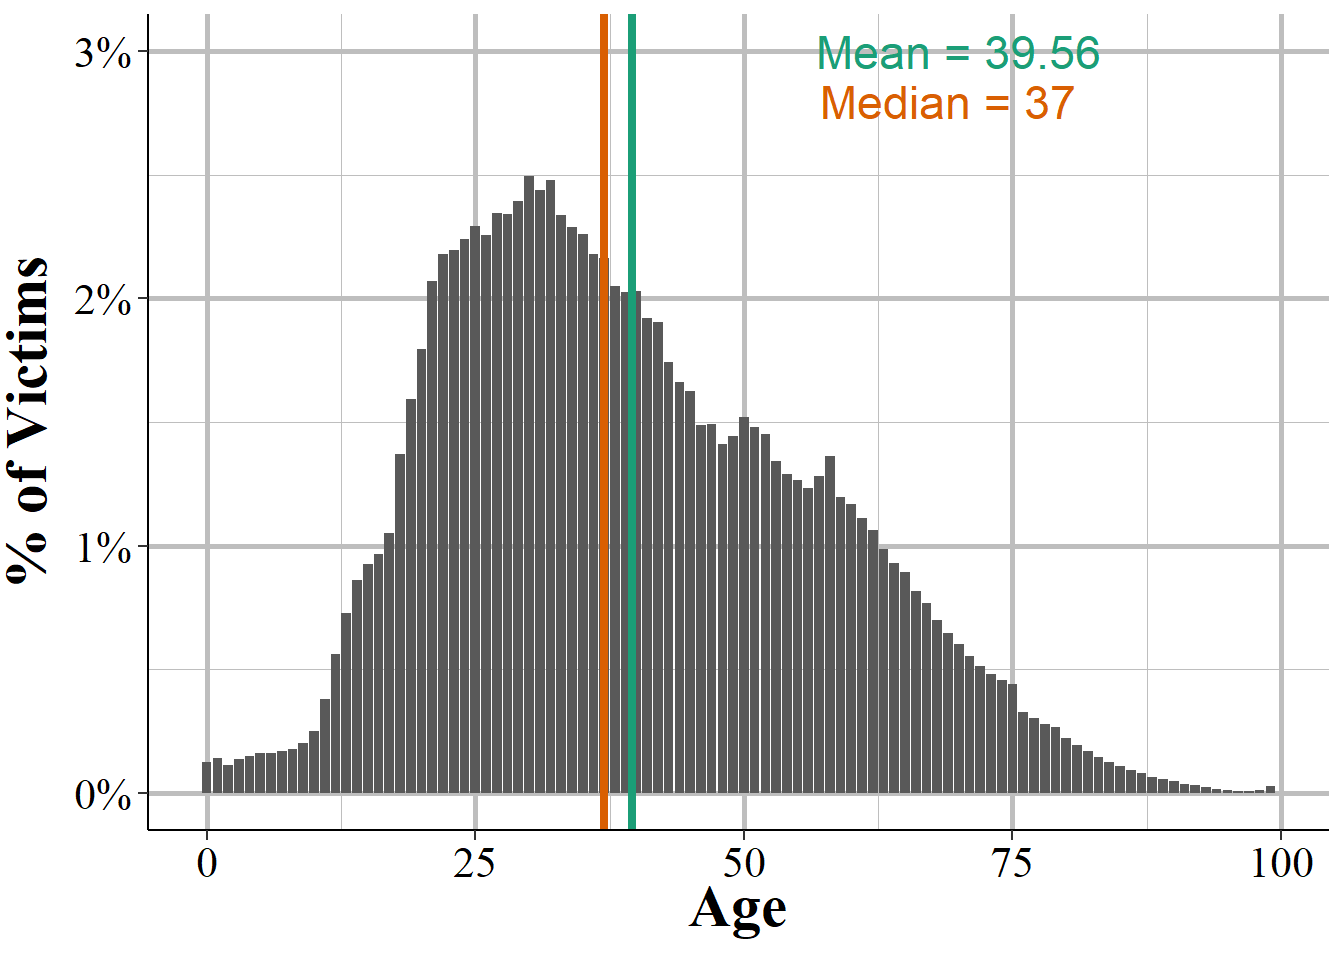 Mean = 39.56
Median = 37
3%
2%
1%
0%
% of Victims
0 25 50 75 100
Age